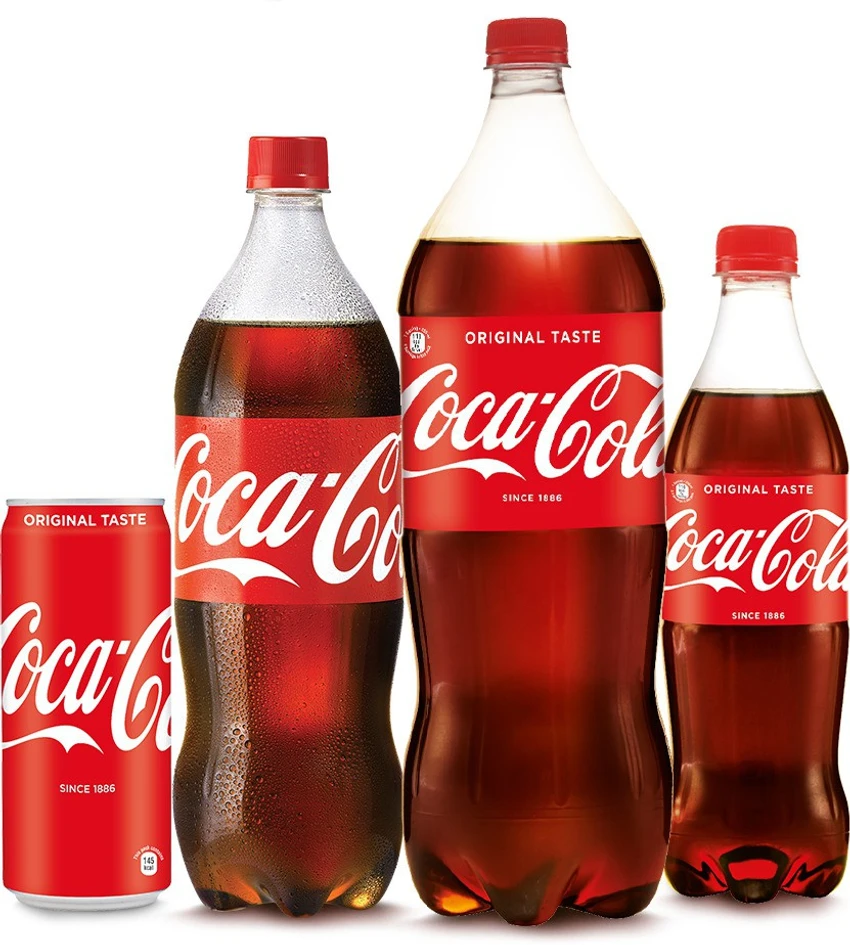 ORIGINAL TASTE
Coca-Co
SINCE 1886
145
kcal
Coca-Co
ORIGINAL TASTE
Coca-Cola
SINCE 1886
ORIGINAL TASTE
Coca-Cola
SINCE 1886